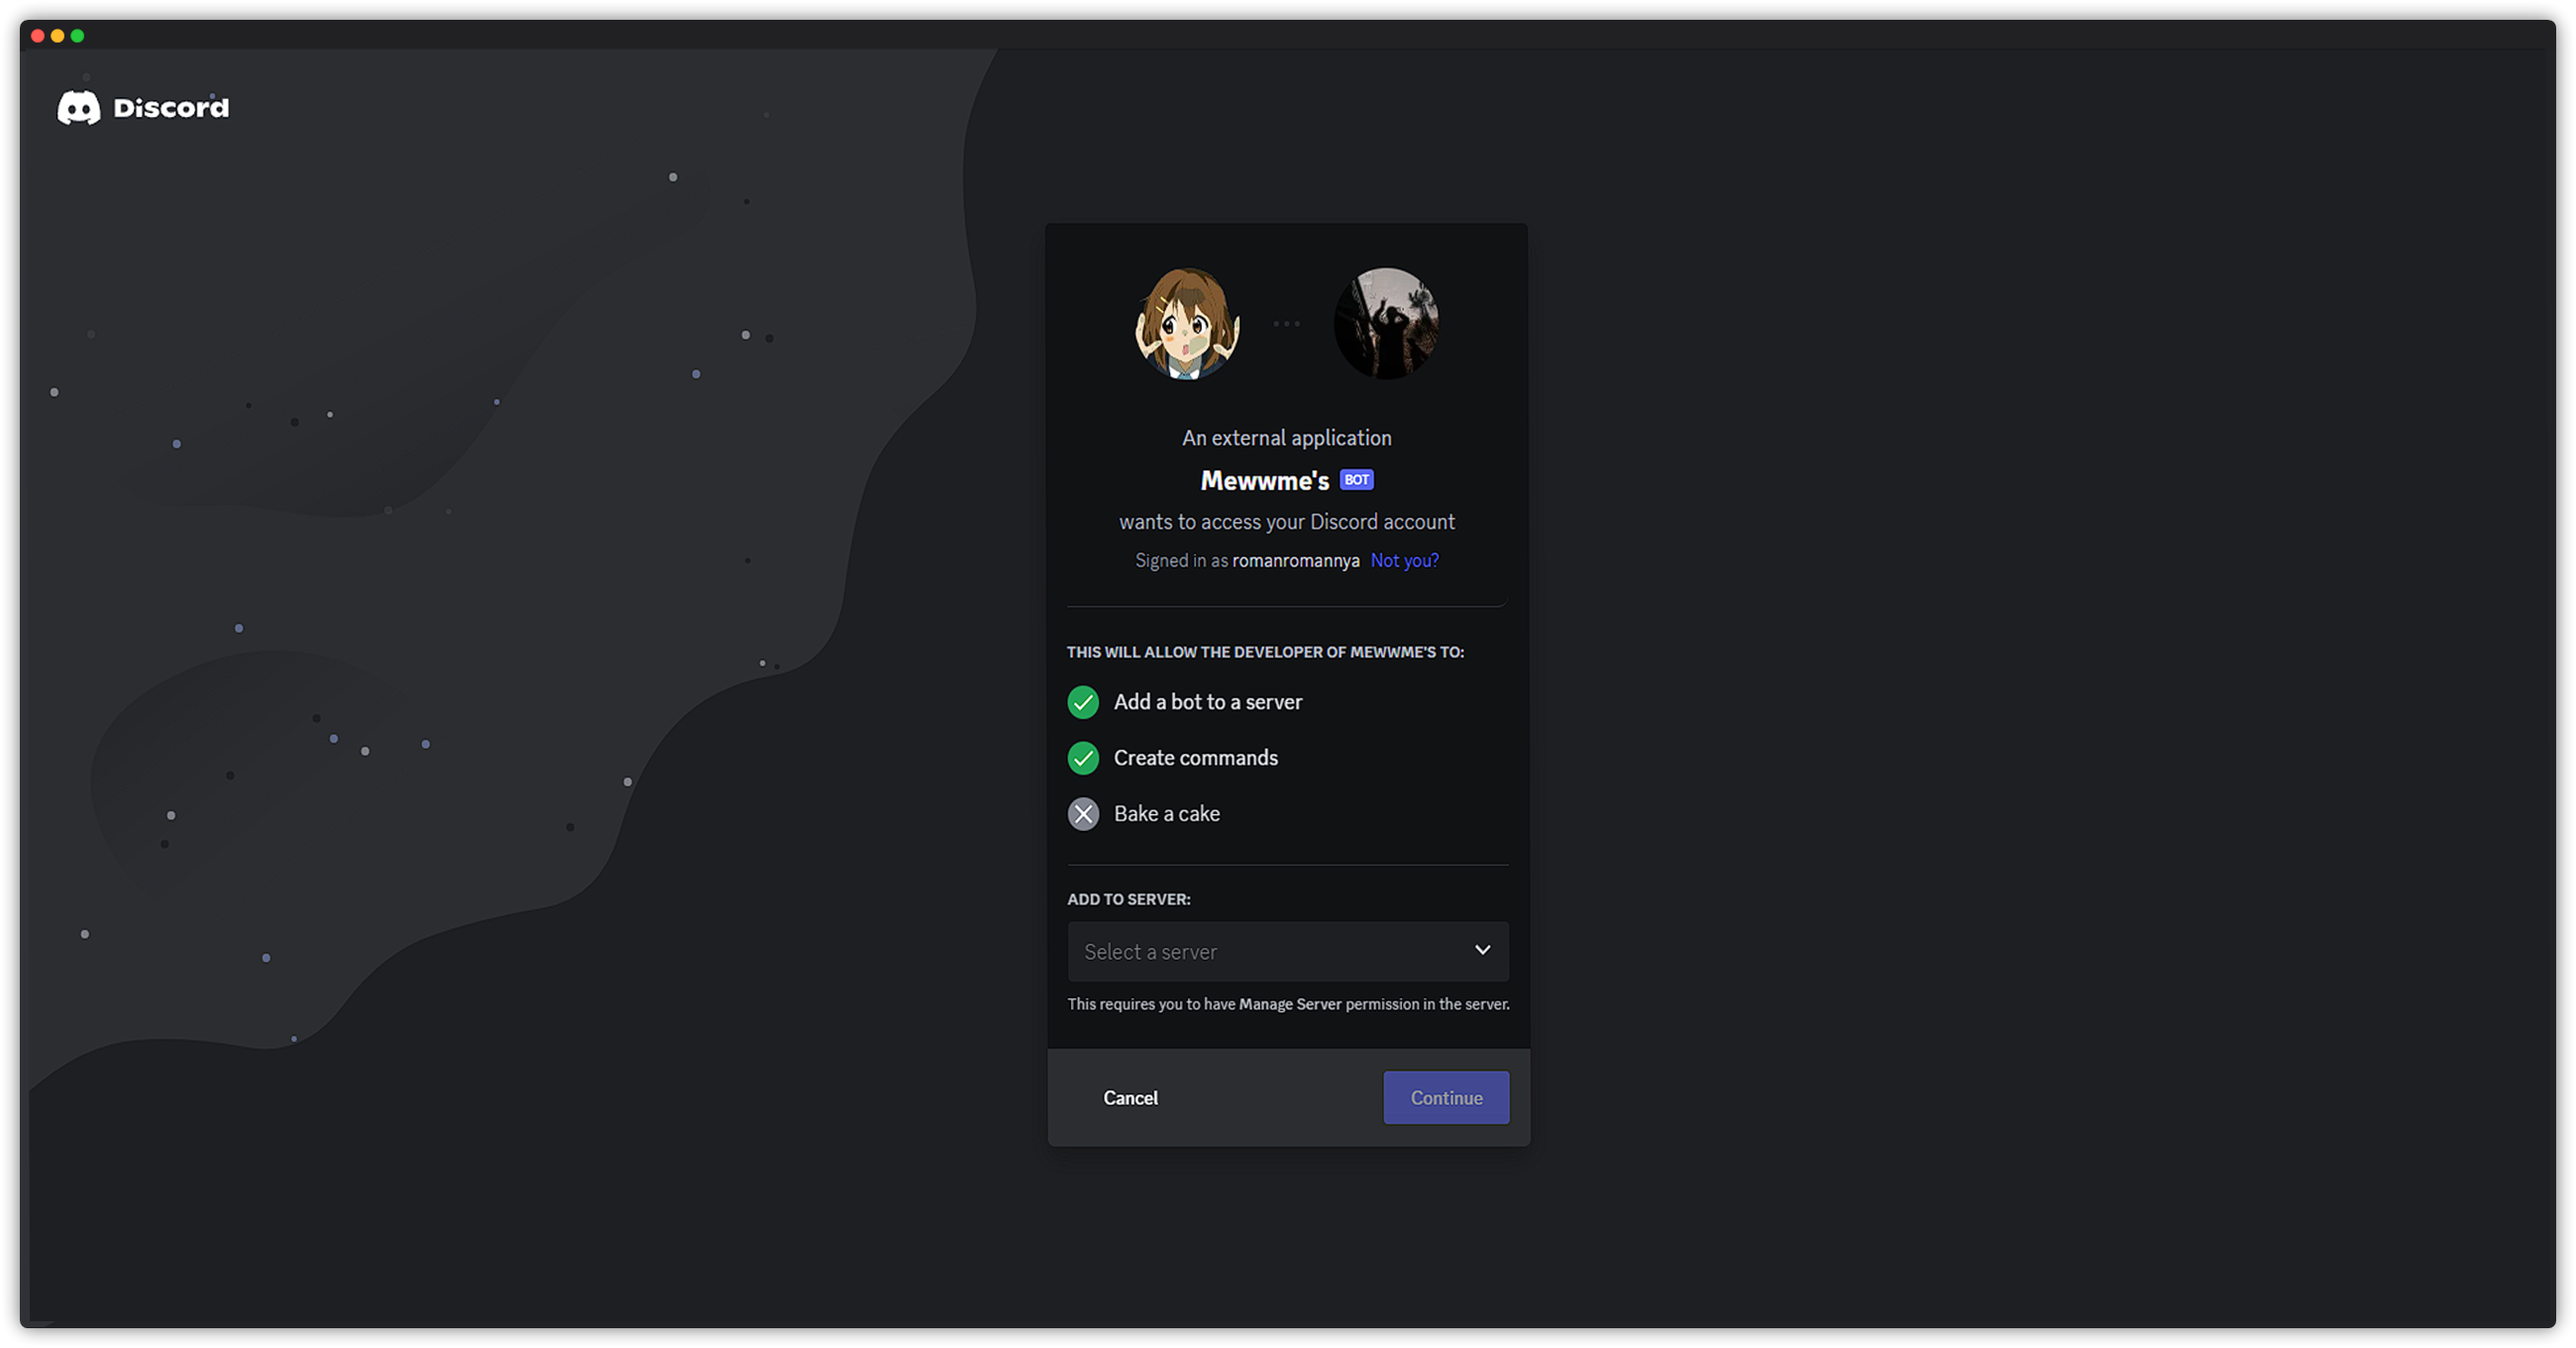 Discord
An external application
Mewwme's BOT
wants to access your Discord account
Signed in as romanromannya Not you?
THIS WILL ALLOW THE DEVELOPER OF MEWWME'S TO:
Add a bot to a server
Create commands
Bake a cake
ADD TO SERVER:
Select a server
This requires you to have Manage Server permission in the server.
Cancel
Continue